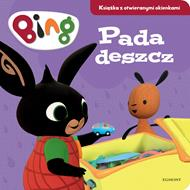 Książka z otwieranymi okienkami
Bing
Pada
deszcz
EGMONT